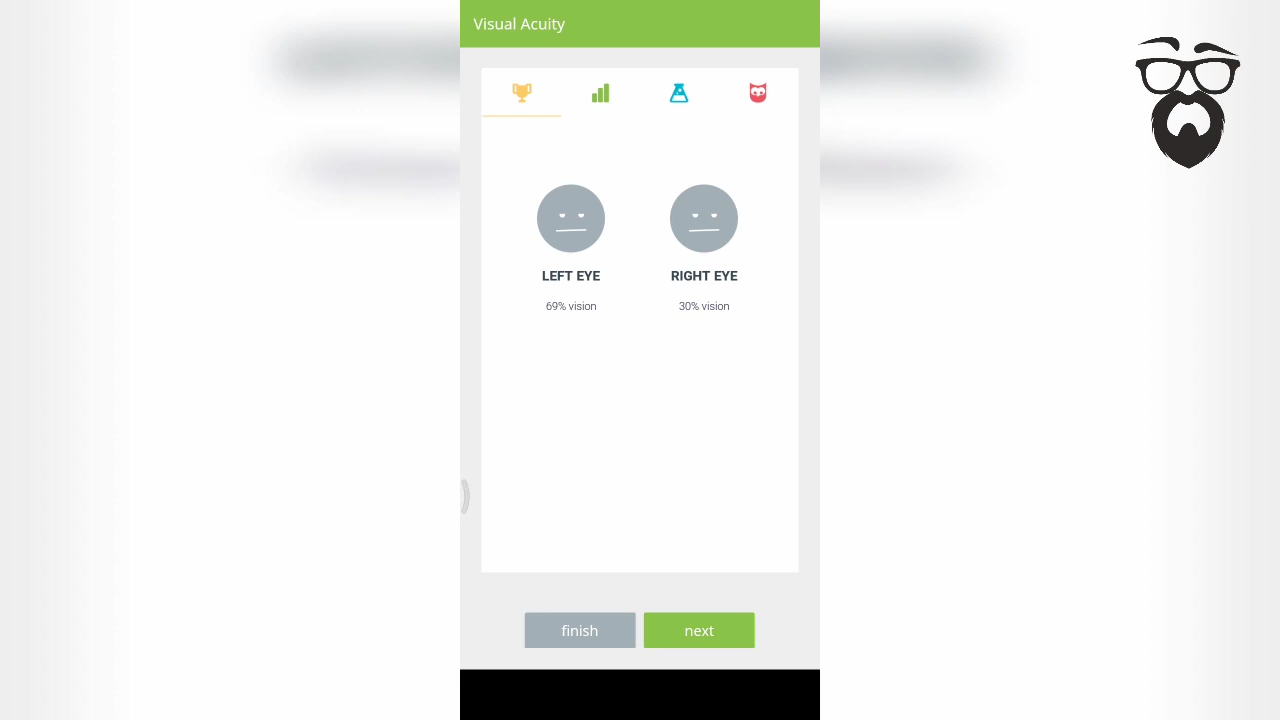 Visual Acuity
LEFT EYE
RIGHT EYE
69% vision
30% vision
finish
next